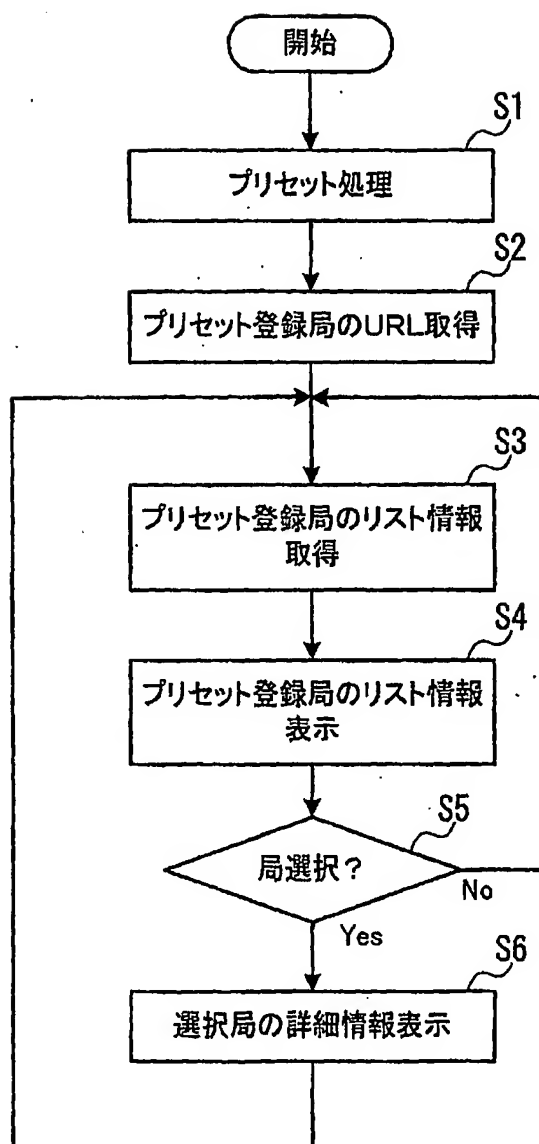 開始
S1
プリセット処理
S2
プリセット登録局のURL取得
S3
プリセット登録局のリスト情報
取得
S4
プリセット登録局のリスト情報
表示
S5
局選択？
No
Yes
S6
選択局の詳細情報表示